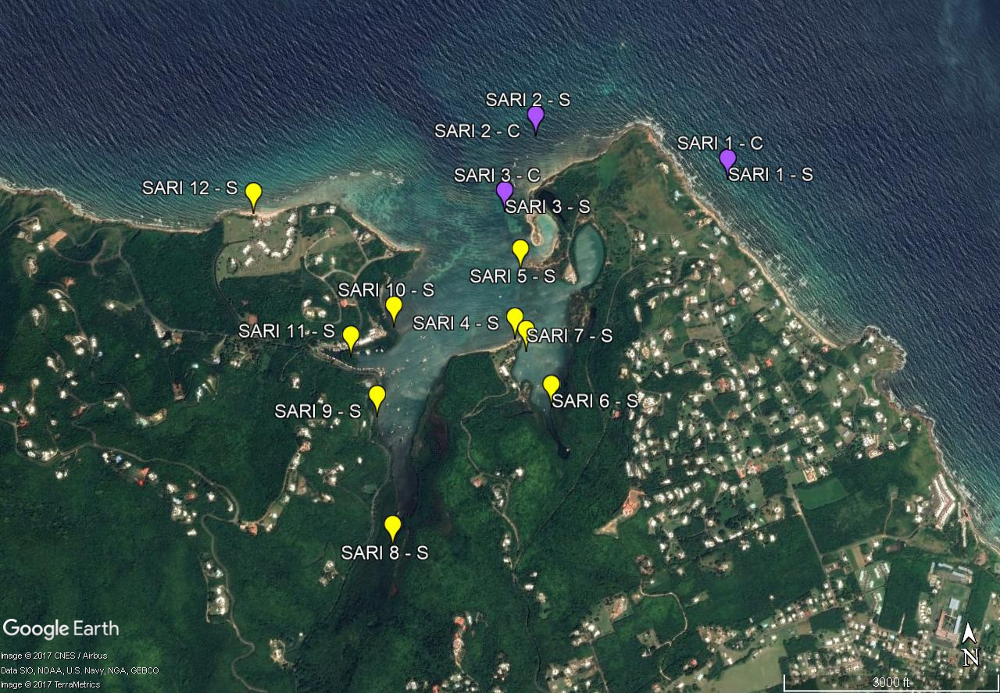 SARI 2 - S
SARI 2 - C
SARI 1 - C
SARI 1 - S
SARI 3 - C
SARI 12 - S
SARI 3 - S
SARI 5 - S
SARI 10 - S
SARI 4 - S
SARI 11 - S
SARI 7 - S
SARI 6 - S
SARI 9 - S
SARI 8 - S
Google Earth
Image © 2017 CNES / Airbus
Data SIO, NOAA, U.S. Navy, NGA, GEBCO
Image © 2017 TerraMetrics
N
3000 ft